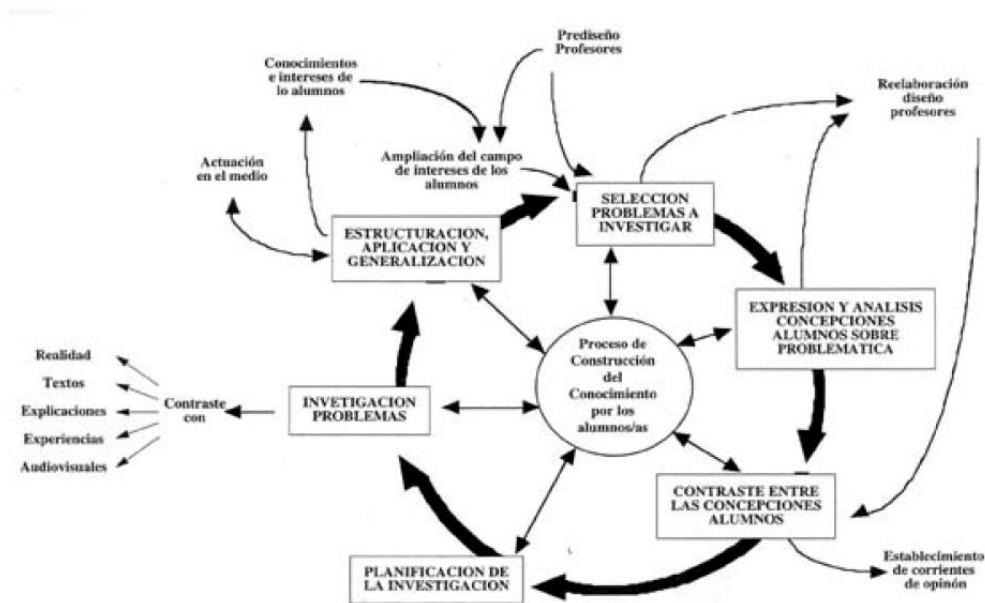 Prediseño
Profesores
Conocimientos
e intereses de
lo alumnos
Reelaboración
diseño
profesores
Actuación
en el medio
Ampliación del campo
de intereses de los
alumnos
SELECCION
PROBLEMAS A
INVESTIGAR
ESTRUCTURACION,
APLICACION Y
GENERALIZACION
EXPRESION Y ANALISIS
CONCEPCIONES
ALUMNOS SOBRE
PROBLEMATICA
Proceso de
Construcción
del
Conocimiento
por los
alumnos/as
Realidad
Textos
Explicaciones
Experiencias
Audiovisuales
Contraste
con
INVETIGACION
PROBLEMAS
CONTRASTE ENTRE
LAS CONCEPCIONES
ALUMNOS
PLANIFICACION DE
LA INVESTIGACION
Establecimiento
de corrientes
de opinón